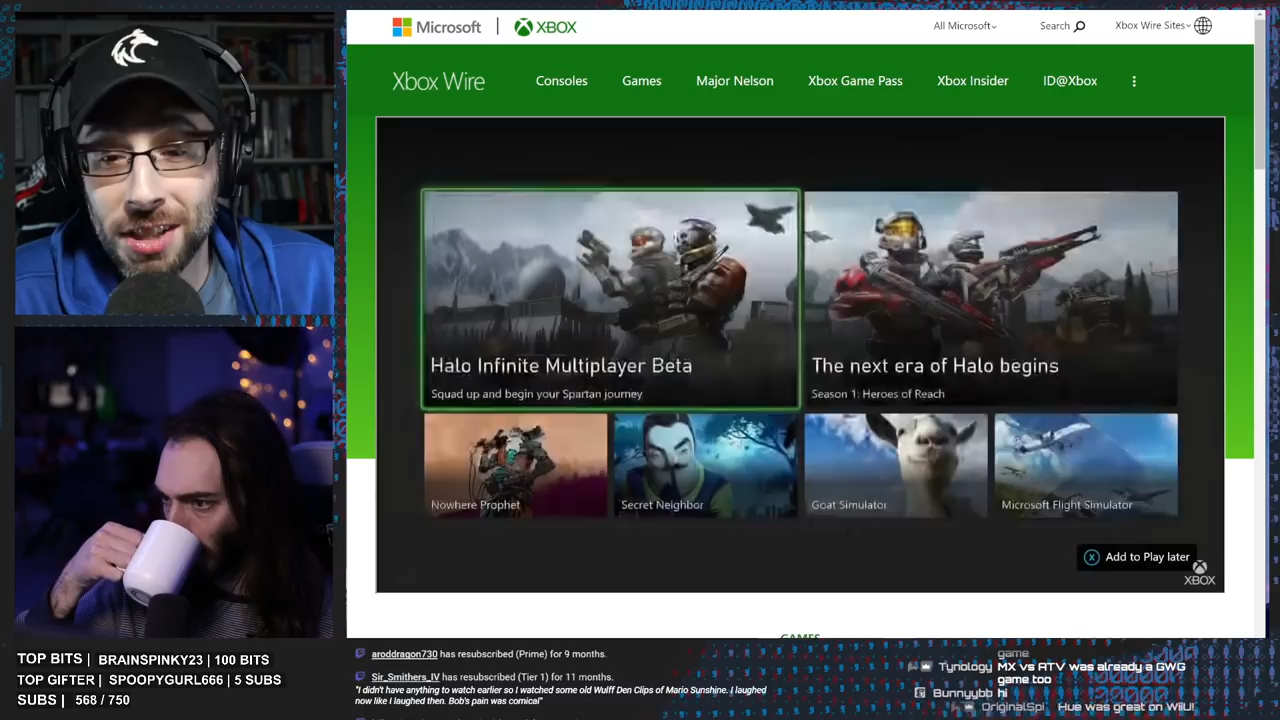 Microsoft | XBOX
All Microsoft
Search
Xbox Wire Sites
Xbox Wire
Consoles
Games
Major Nelson
Xbox Game Pass
Xbox Insider
ID@Xbox
Halo Infinite Multiplayer Beta
Squad up and begin your Spartan journey
The next era of Halo begins
Season 1: Heroes of Reach
Nowhere Prophet
Secret Neighbor
Goat Simulator
Microsoft Flight Simulator
X Add to Play later
XBOX
GAMES
TOP BITS | BRAINSPINKY23 | 100 BITS
TOP GIFTER | SPOOPYGURL666 | 5 SUBS
SUBS | 568 / 750
aroddragon730 has resubscribed (Prime) for 9 months.
Sir_Smithers_IV has resubscribed (Tier 1) for 11 months.
"I didn't have anything to watch earlier so I watched some old Wulff Den Clips of Mario Sunshine. I laughed
now like I laughed then. Bob's pain was comical"
game
Tynology MX vs ATV was already a GWG
game too
Bunnyybb hi
OriginalSpi Hue was great on WiiU!